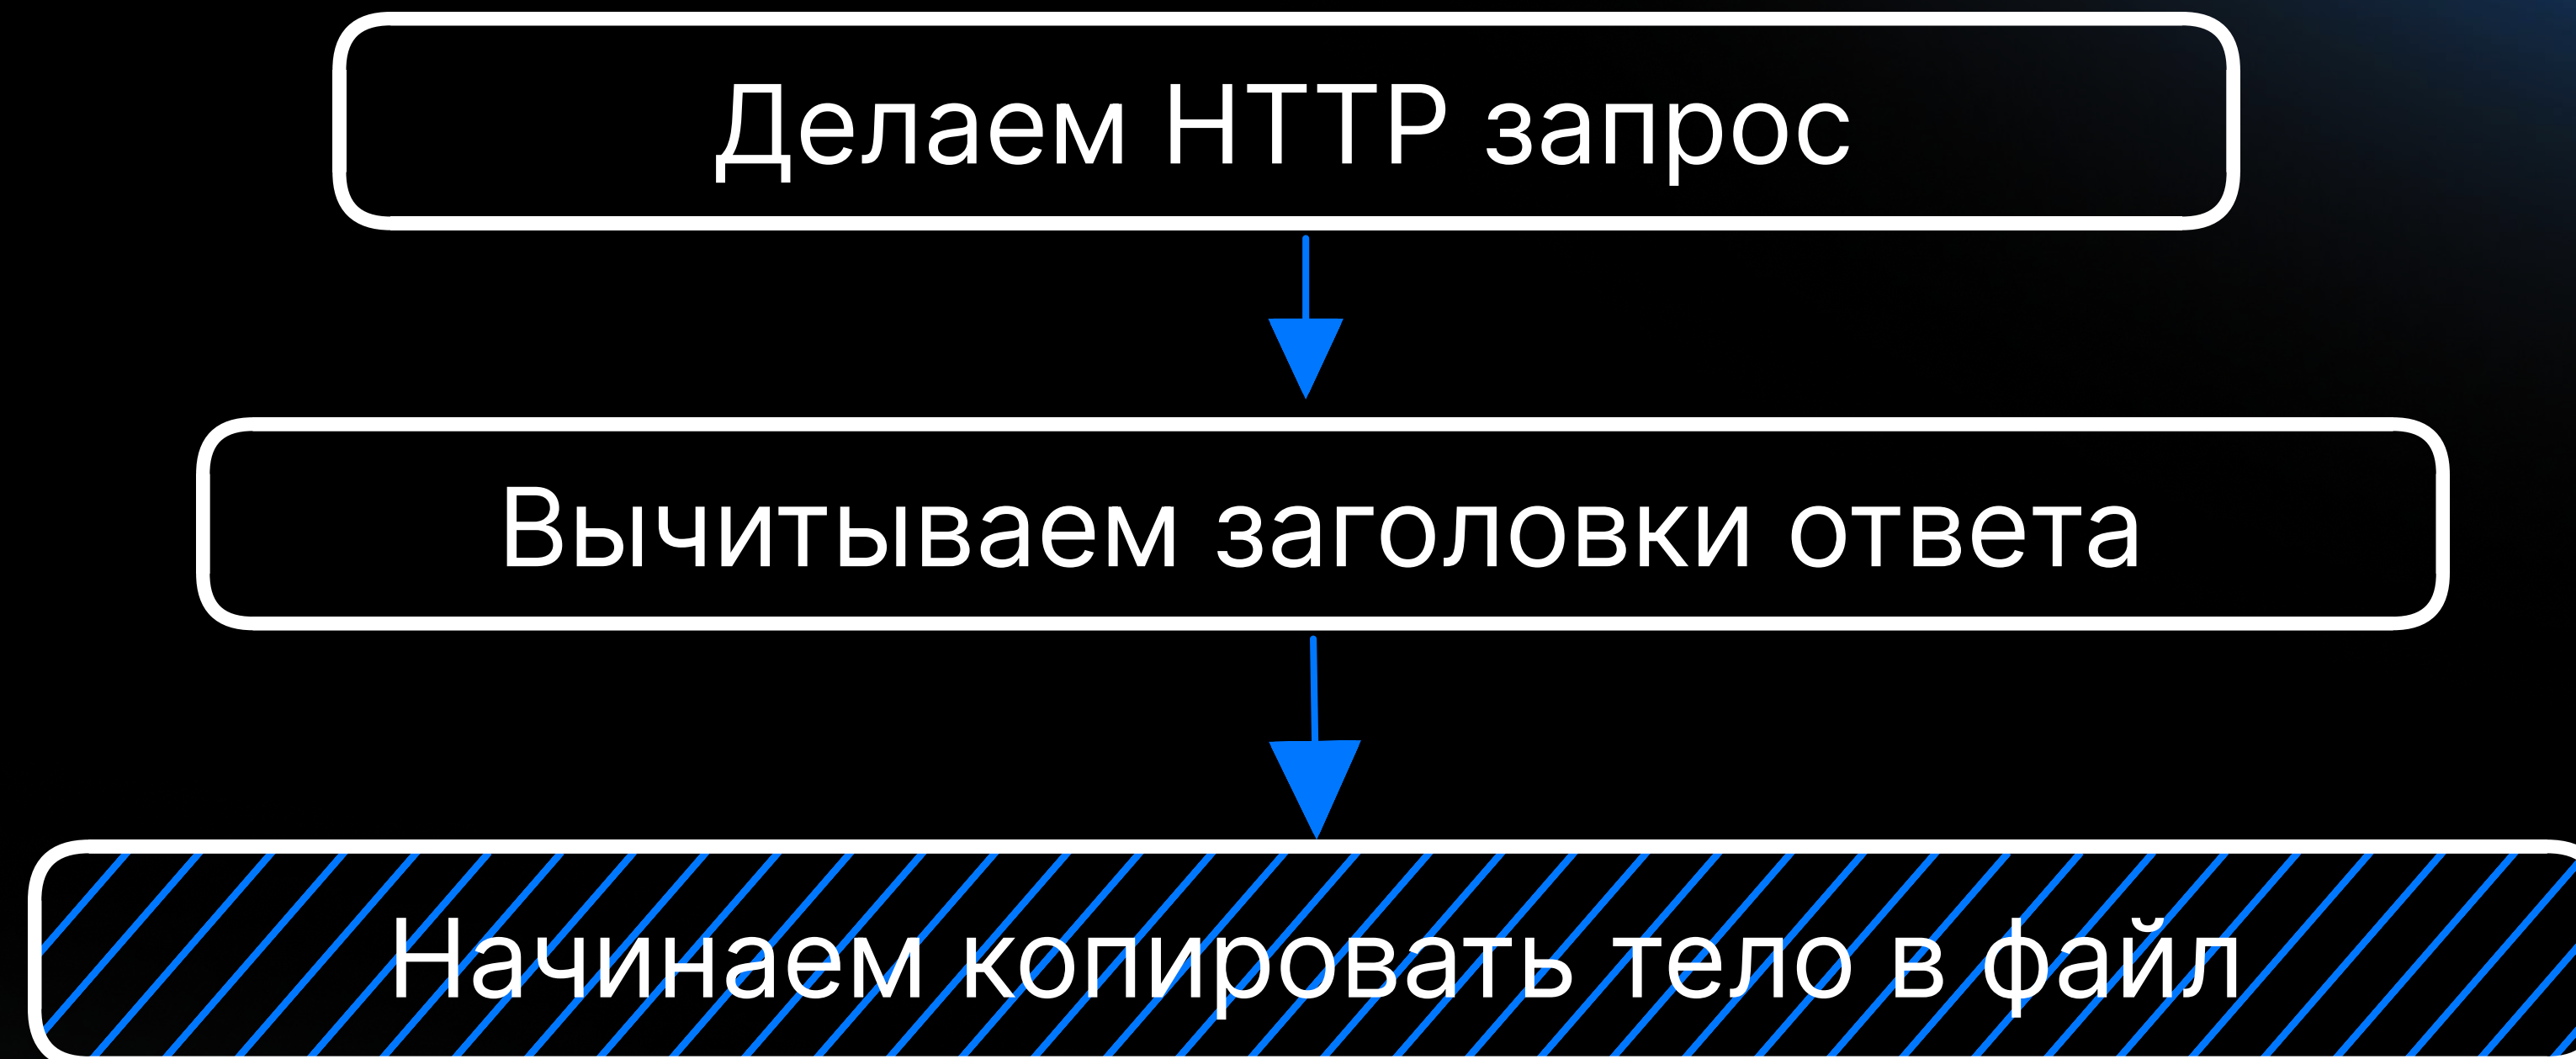 Делаем HTTP запрос
Вычитываем заголовки ответа
Начинаем копировать тело в файл